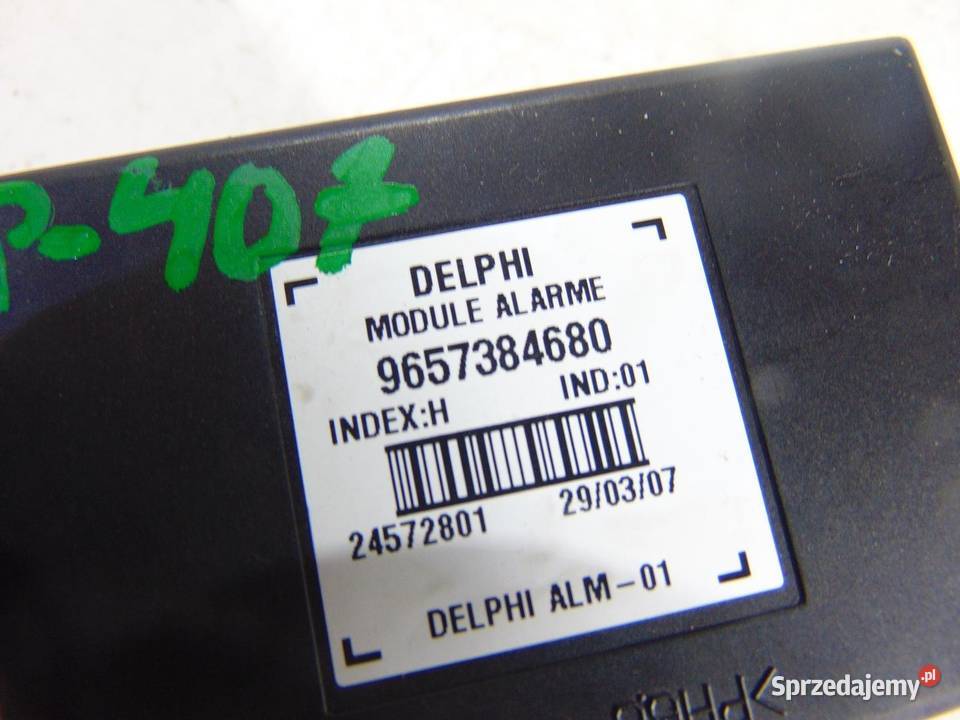 P-407
DELPHI
MODULE ALARME
9657384680
INDEX:H IND:01
24572801 29/03/07
DELPHI ALM-01
Sprzedajemy.pl